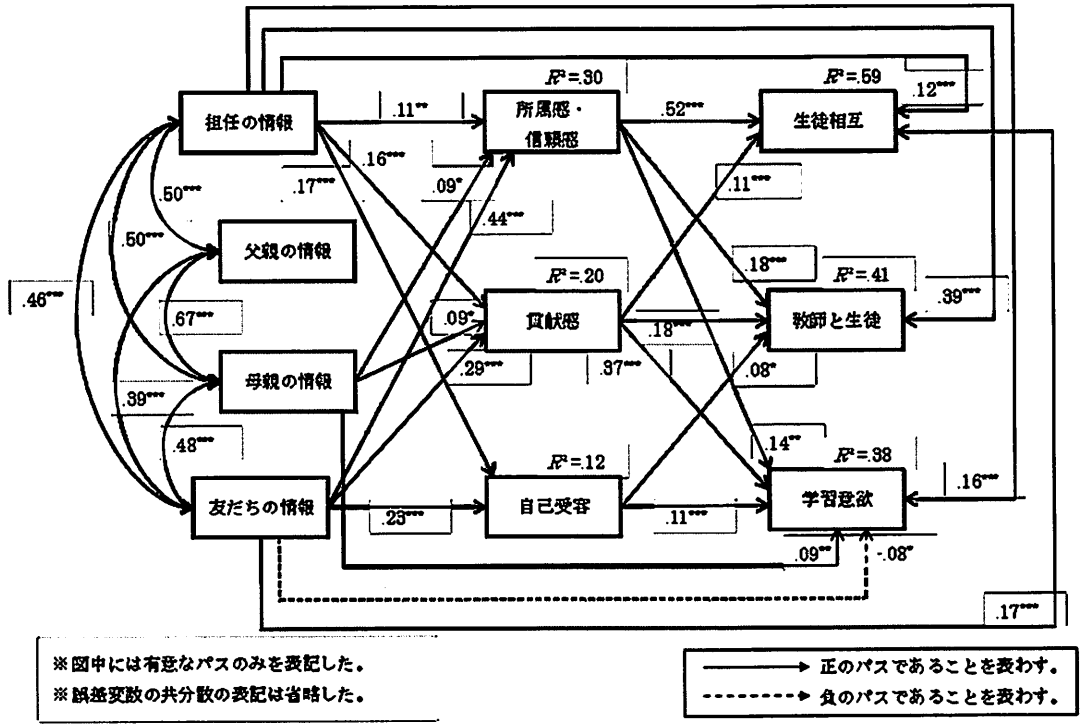 R²=.30
R²=.59
.12***
担任の情報
.11**
所属感・
信頼感
.52***
生徒相互
.16***
.17***
.09*
.11***
.50***
.44***
.50***
父親の情報
.18***
R²=.20
R²=.41
.46***
.39***
.67***
.09*
貢献感
.18***
教師と生徒
.29***
.37***
.08*
母親の情報
.39***
.48***
.14**
R²=.12
R²=.38
.16***
友だちの情報
.23***
自己受容
.11***
学習意欲
.09**
-.08*
.17***
※図中には有意なパスのみを表記した。
※誤差変数の共分散の表記は省略した。
正のパスであることを表わす。
負のパスであることを表わす。